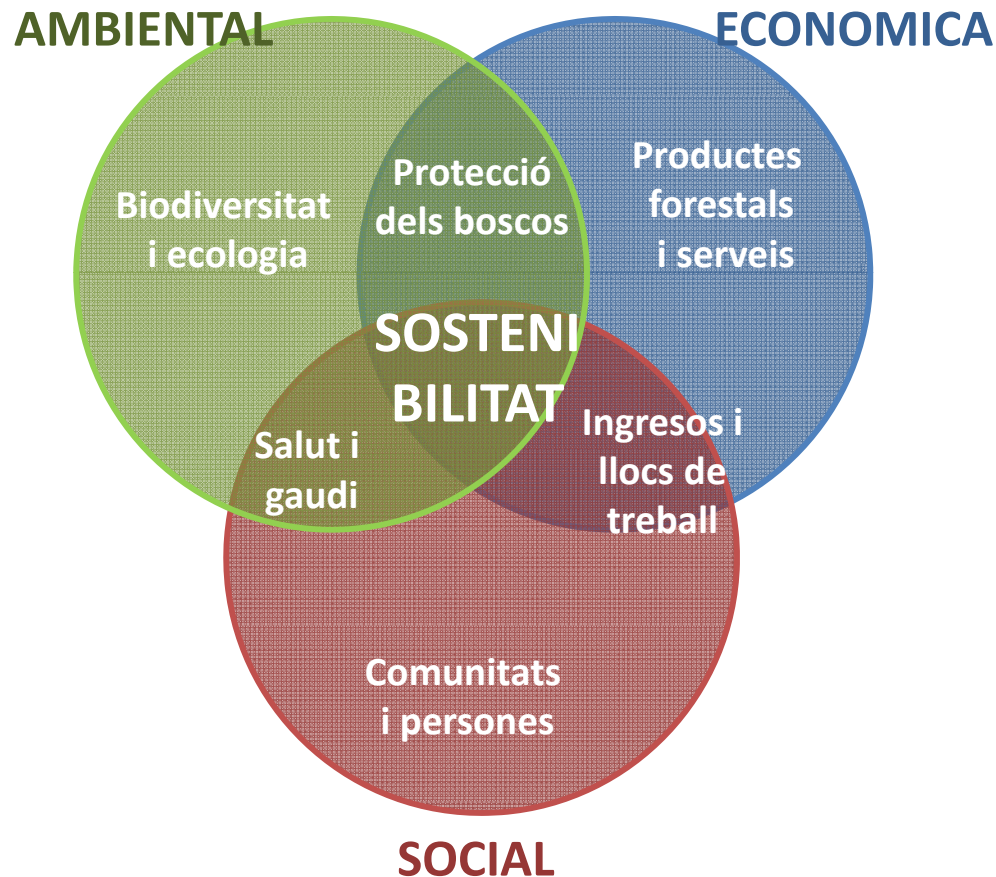 AMBIENTAL
ECONOMICA
Biodiversitat
i ecologia
Protecció
dels boscos
Productes
forestals
i serveis
SOSTENI
BILITAT
Salut i
gaudi
Ingresos i
llocs de
treball
Comunitats
i persones
SOCIAL